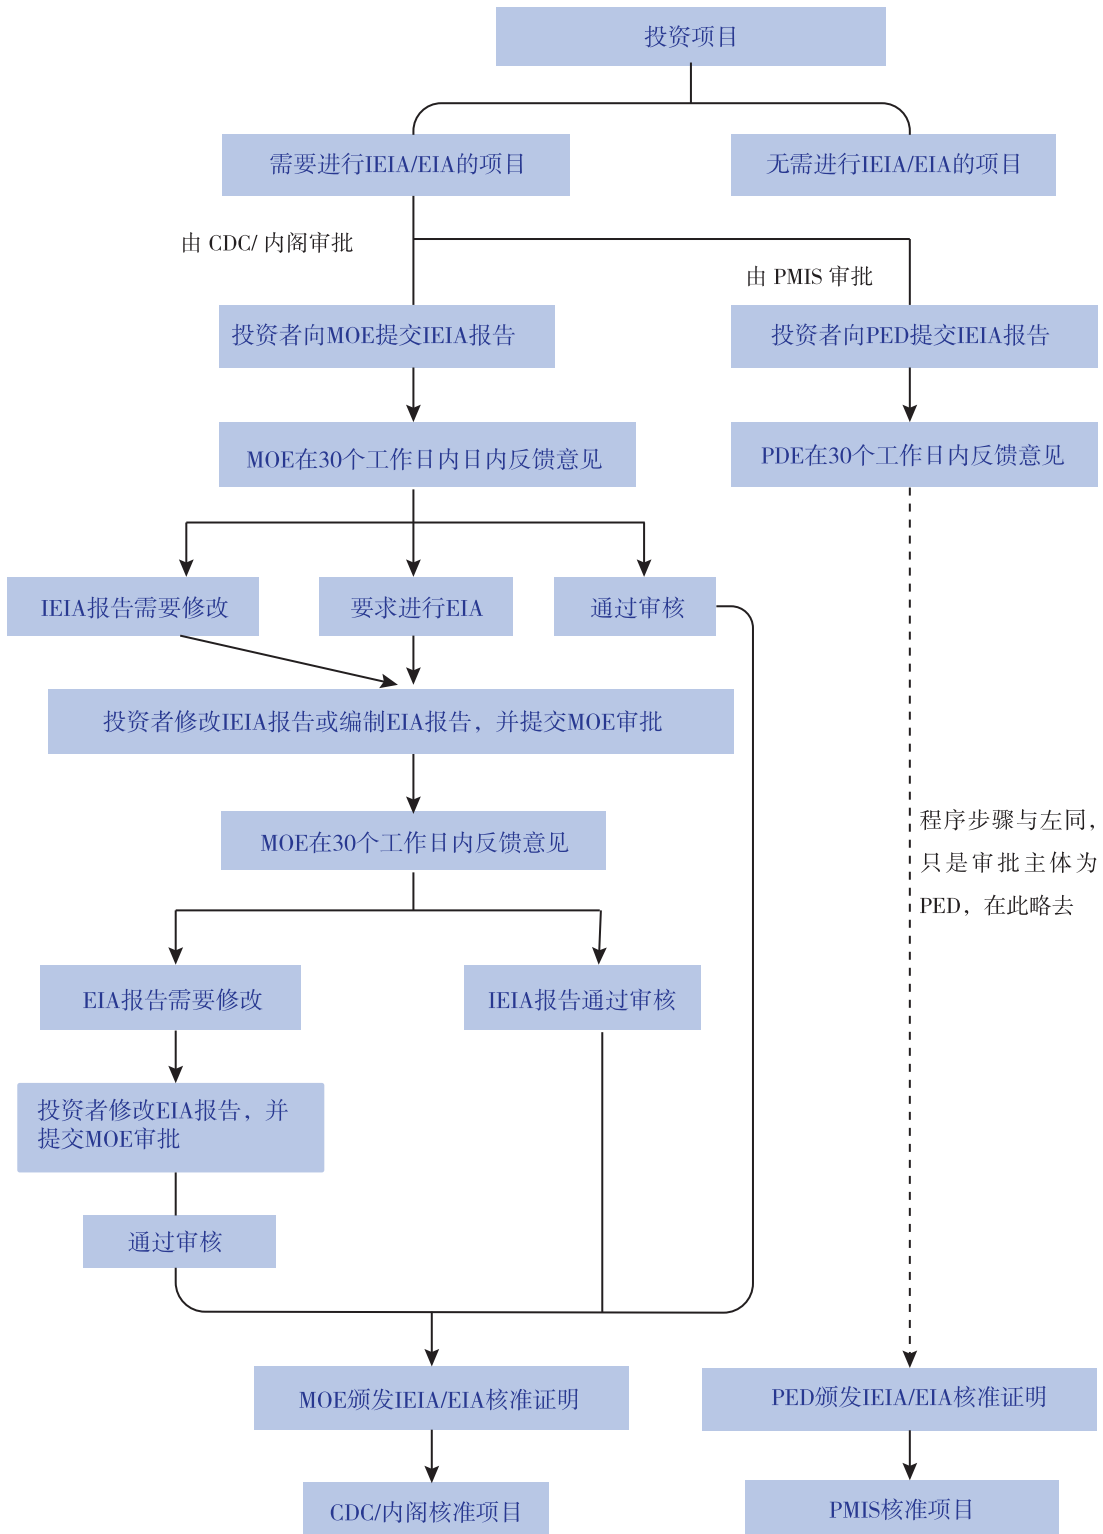 投资项目
需要进行IEIA/EIA的项目
无需进行IEIA/EIA的项目
由 CDC/ 内阁审批
由 PMIS 审批
投资者向MOE提交IEIA报告
投资者向PED提交IEIA报告
MOE在30个工作日内日内反馈意见
PDE在30个工作日内反馈意见
IEIA报告需要修改
要求进行EIA
通过审核
投资者修改IEIA报告或编制EIA报告，并提交MOE审批
MOE在30个工作日内反馈意见
程序步骤与左同，
只是审批主体为
PED，在此略去
EIA报告需要修改
IEIA报告通过审核
投资者修改EIA报告，并
提交MOE审批
通过审核
MOE颁发IEIA/EIA核准证明
PED颁发IEIA/EIA核准证明
CDC/内阁核准项目
PMIS核准项目